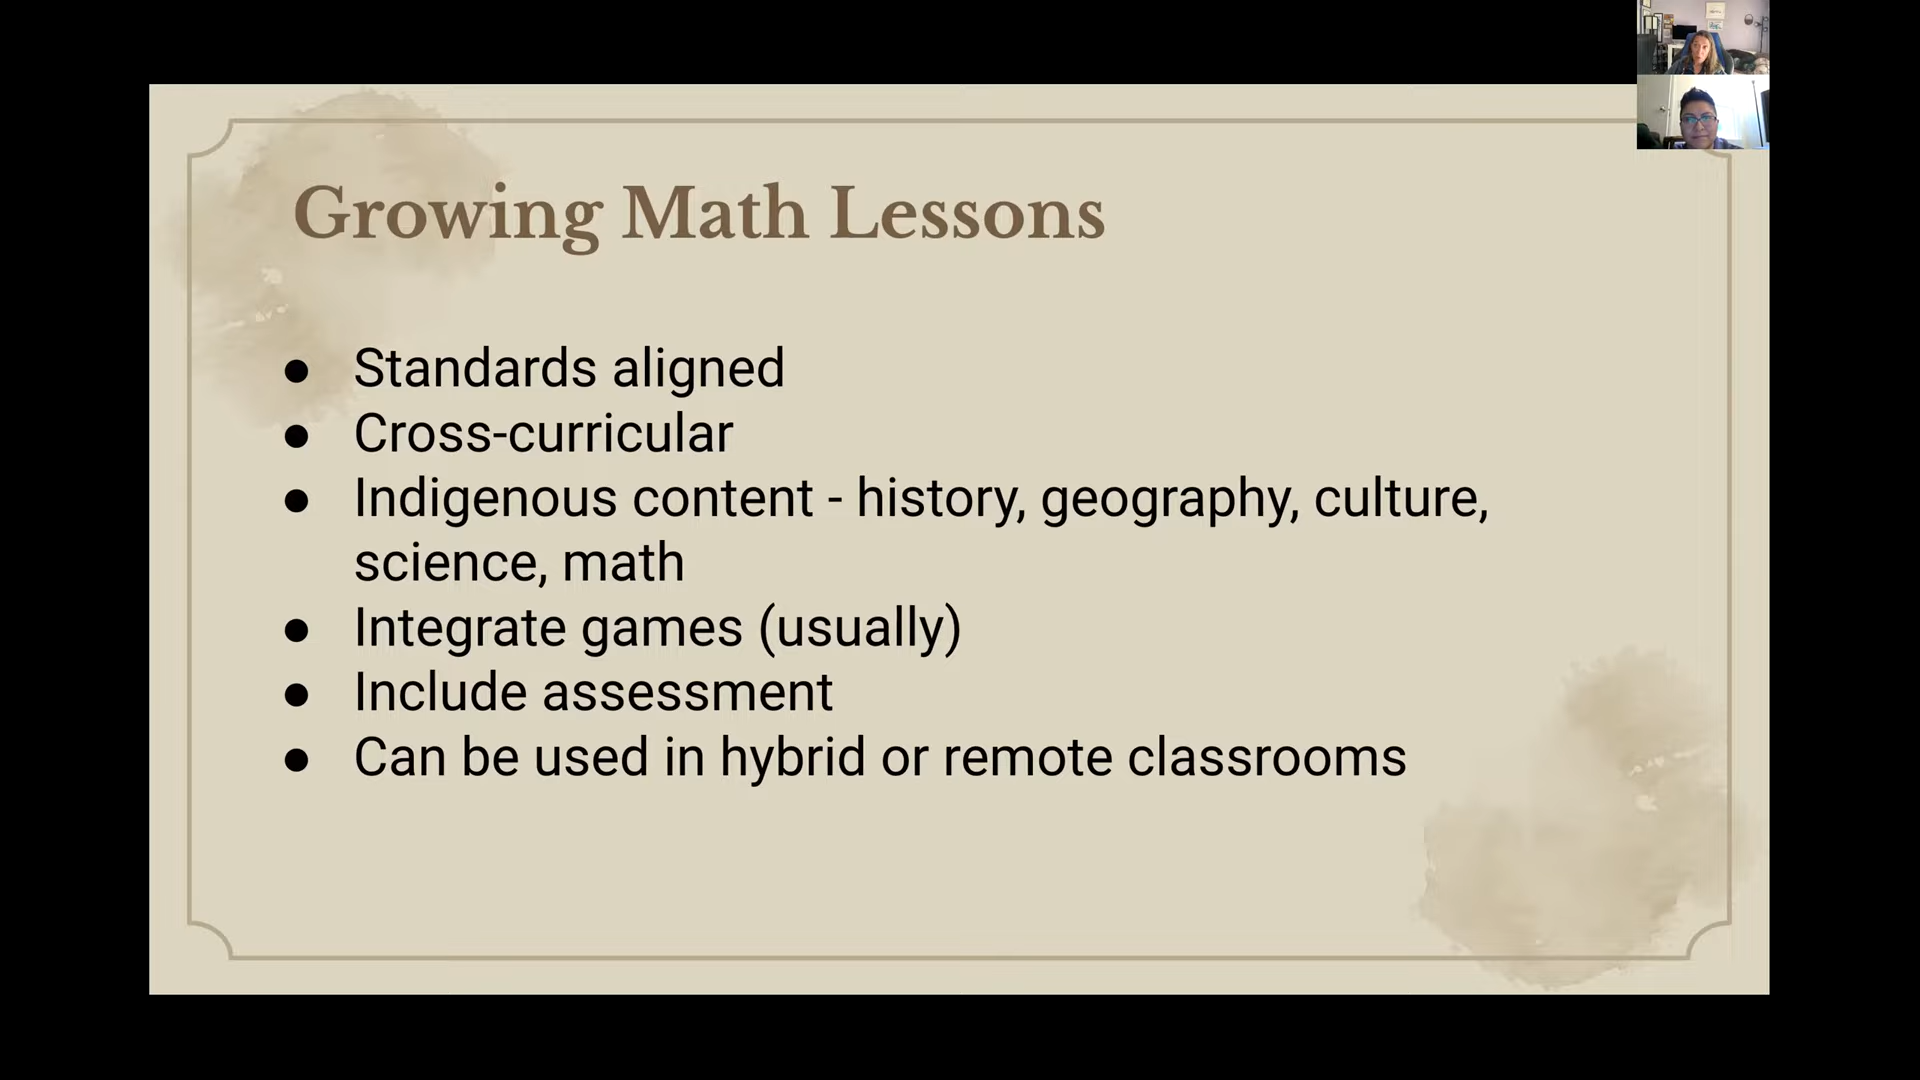 Growing Math Lessons
● Standards aligned
● Cross-curricular
● Indigenous content - history, geography, culture,
science, math
● Integrate games (usually)
● Include assessment
● Can be used in hybrid or remote classrooms